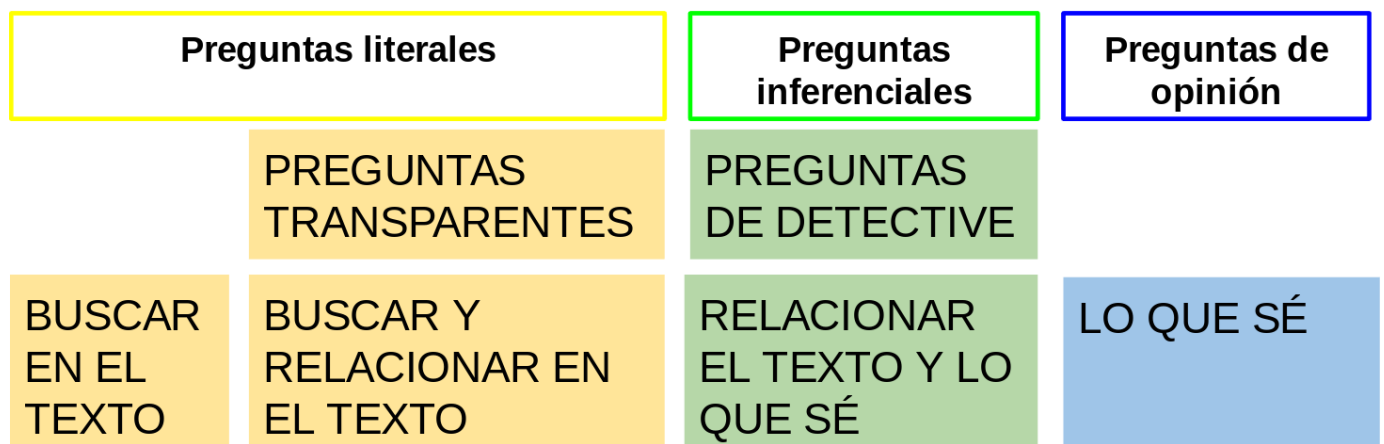 Preguntas literales
Preguntas
inferenciales
Preguntas de
opinión
PREGUNTAS
TRANSPARENTES
PREGUNTAS
DE DETECTIVE
BUSCAR
EN EL
TEXTO
BUSCAR Y
RELACIONAR EN
EL TEXTO
RELACIONAR
EL TEXTO Y LO
QUE SÉ
LO QUE SÉ